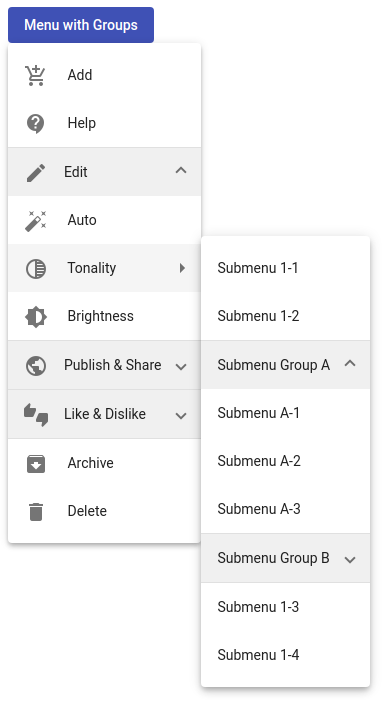 Menu with Groups
Add
Help
Edit
Auto
Tonality
Brightness
Publish & Share
Like & Dislike
Archive
Delete
Submenu 1-1
Submenu 1-2
Submenu Group A
Submenu A-1
Submenu A-2
Submenu A-3
Submenu Group B
Submenu 1-3
Submenu 1-4